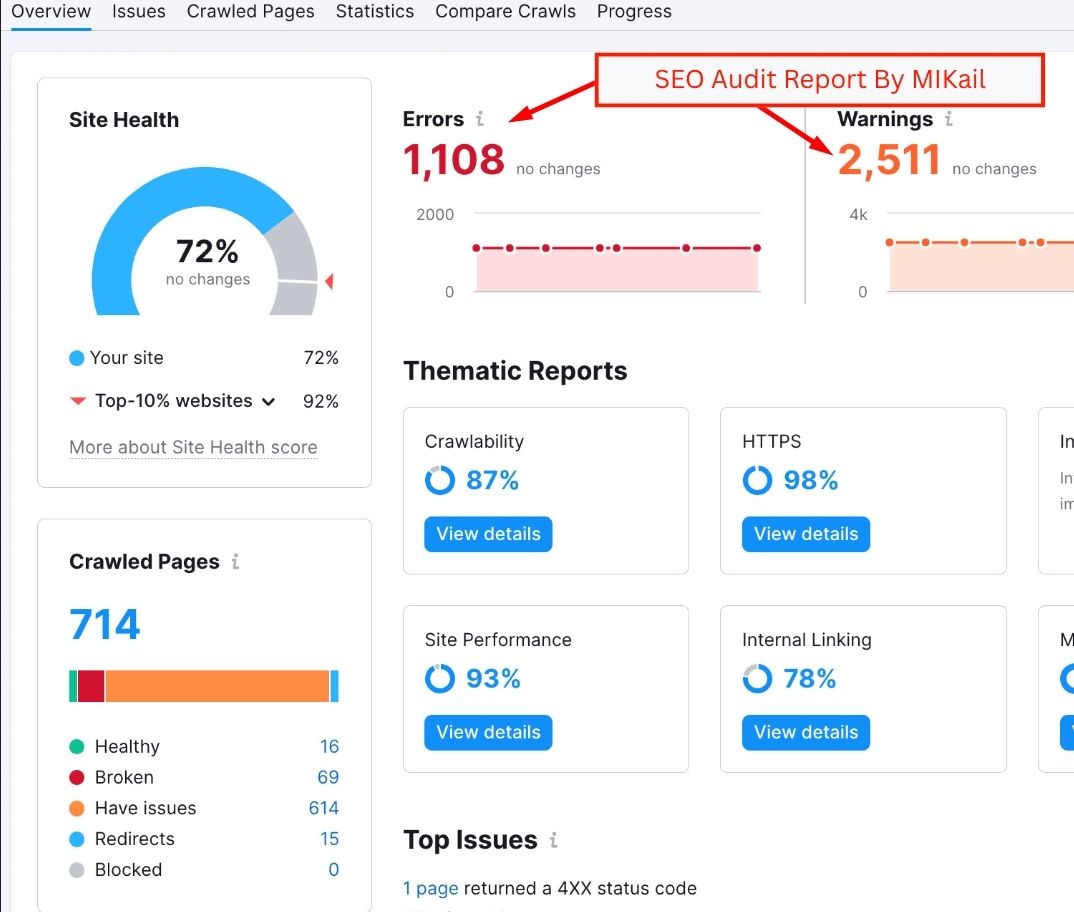 Overview Issues Crawled Pages Statistics Compare Crawls Progress
SEO Audit Report By MIKail
Site Health
72%
no changes
Your site 72%
Top-10% websites 92%
More about Site Health score
Errors i
1,108 no changes
2000
0
Warnings i
2,511 no changes
4k
0
Thematic Reports
Crawlability
87%
View details
HTTPS
98%
View details
In
In
im
Site Performance
93%
View details
Internal Linking
78%
View details
M
Crawled Pages i
714
Healthy 16
Broken 69
Have issues 614
Redirects 15
Blocked 0
Top Issues i
1 page returned a 4XX status code